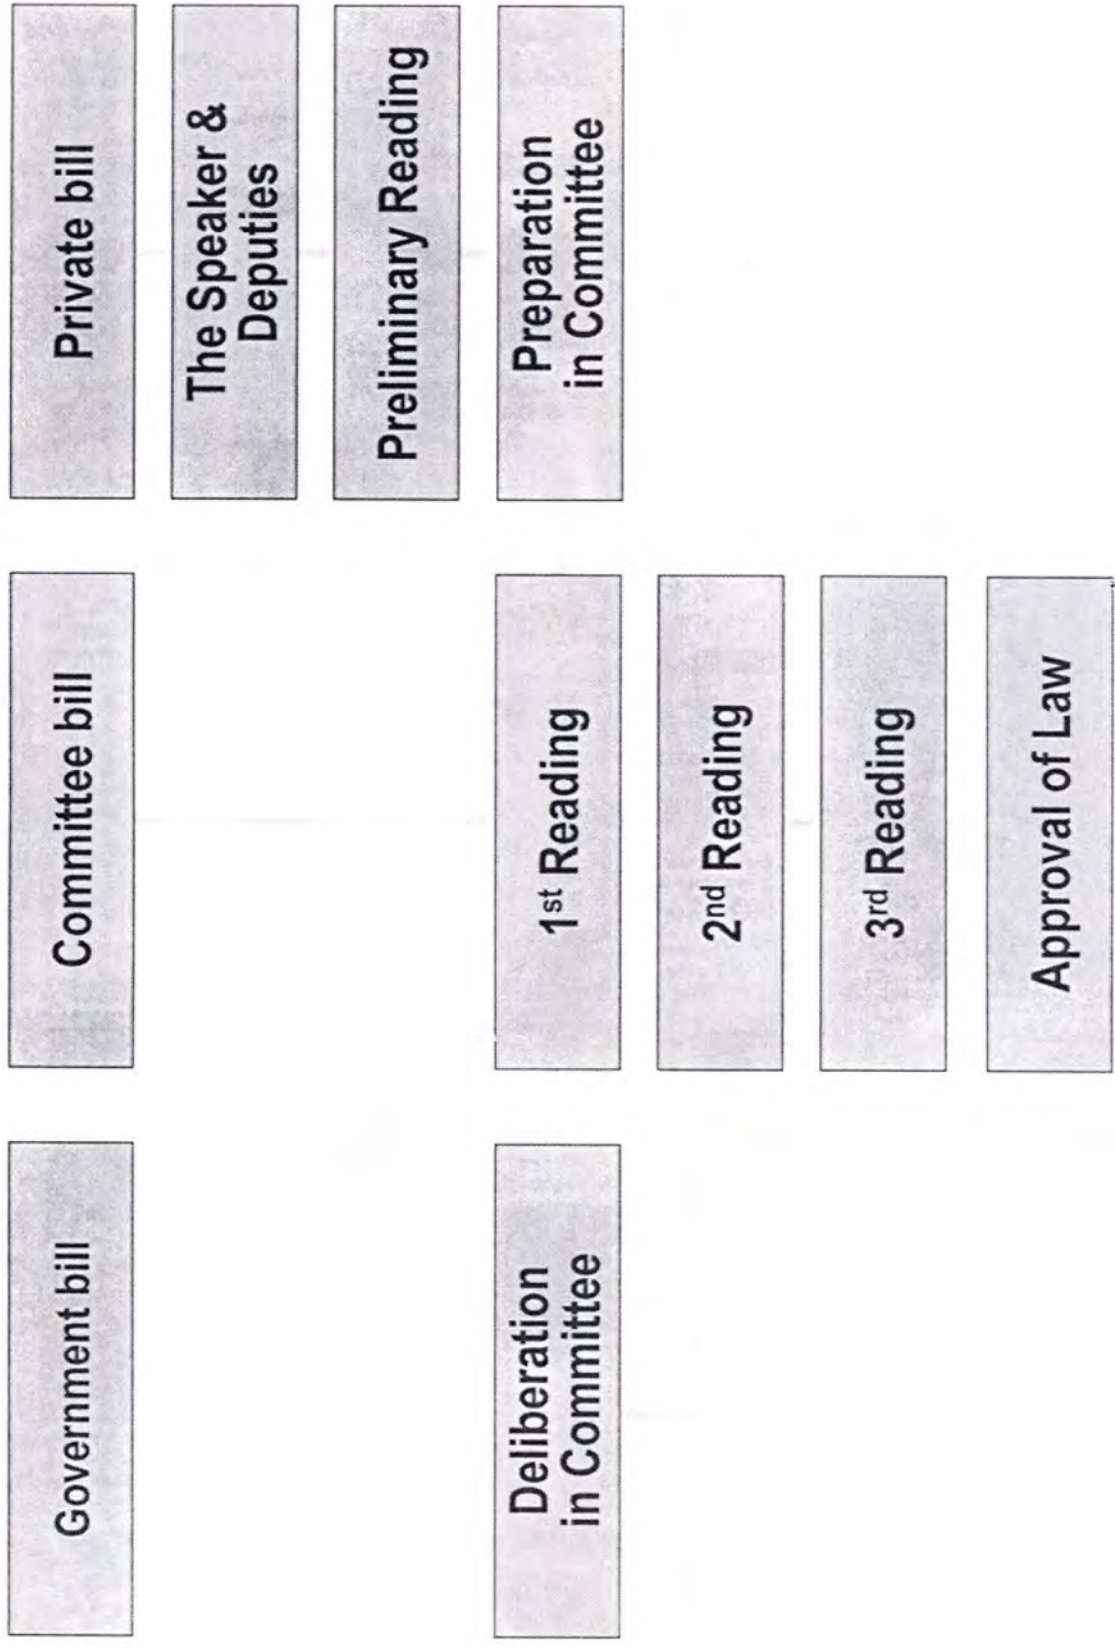 Government bill
Committee bill
Private bill
The Speaker &
Deputies
Preliminary Reading
Deliberation
in Committee
1st Reading
Preparation
in Committee
2nd Reading
3rd Reading
Approval of Law